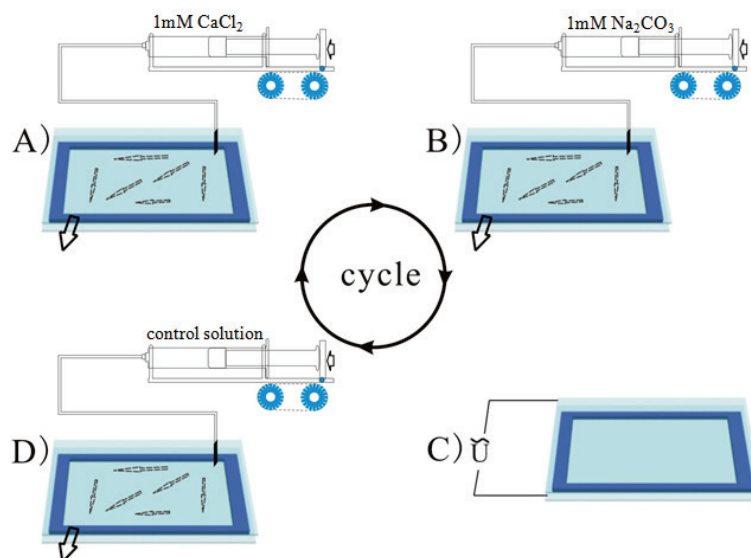 1mM CaCl₂
1mM Na₂CO₃
A)
B)
cycle
control solution
D)
C)